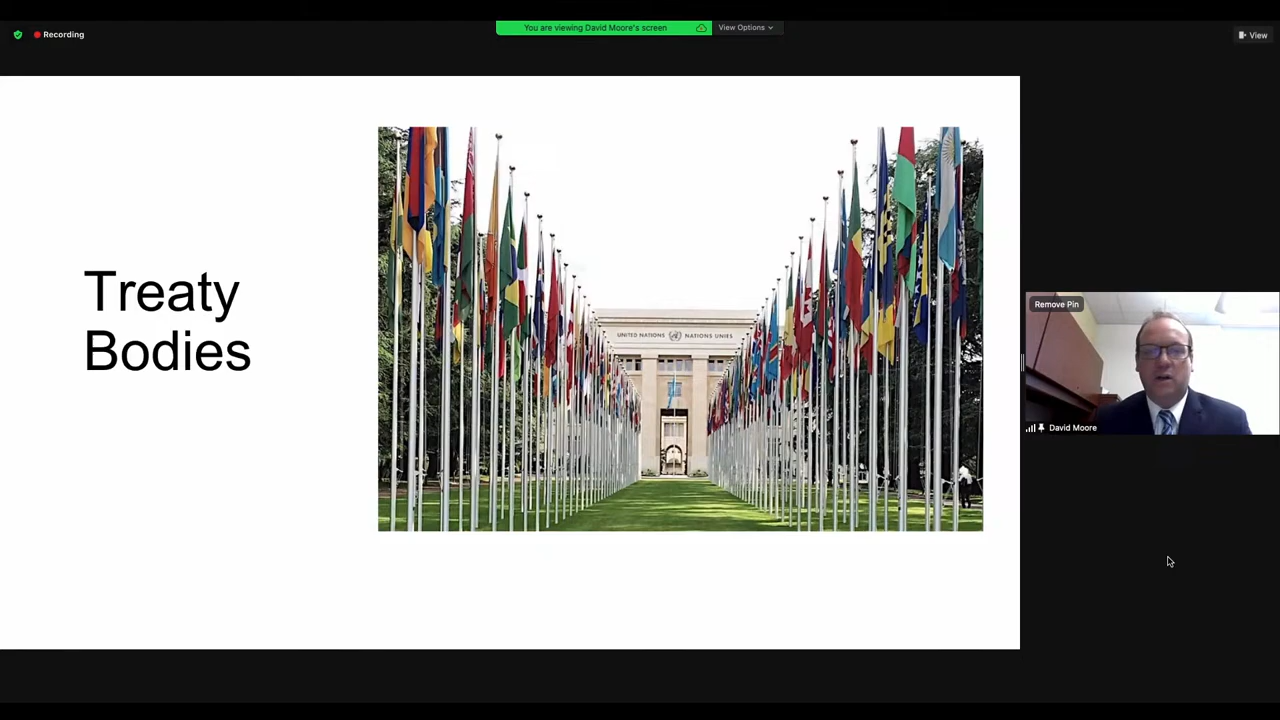 Recording
You are viewing David Moore's screen
View Options
View
Treaty
Bodies
UNITED NATIONS NATIONS UNIES
Remove Pin
David Moore